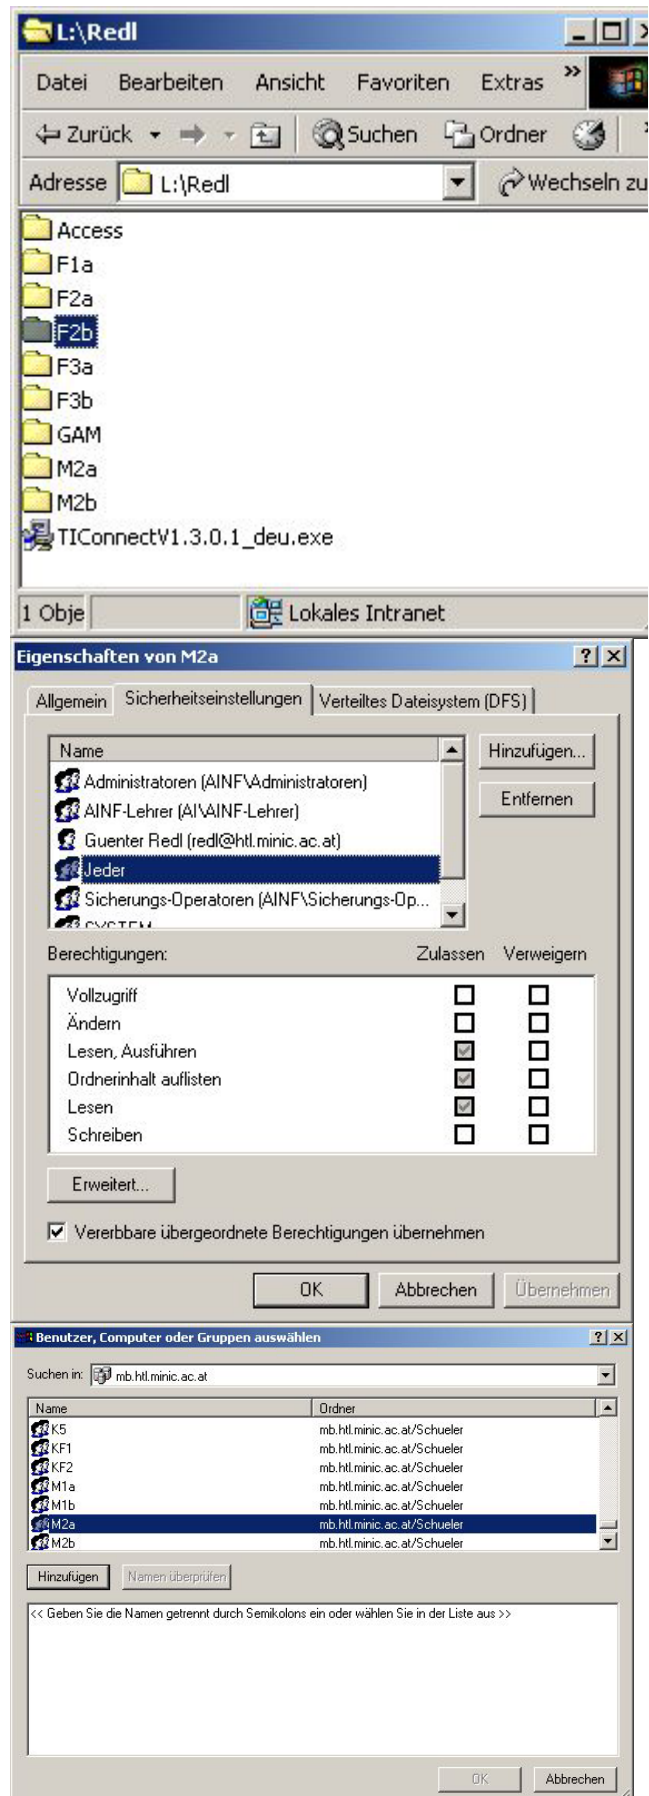 L:\Redl
Datei Bearbeiten Ansicht Favoriten Extras »
Zurück Suchen Ordner
Adresse L:\Redl Wechseln zu
Access
F1a
F2a
F2b
F3a
F3b
GAM
M2a
M2b
TIConnectV1.3.0.1_deu.exe
1 Obje Lokales Intranet
Eigenschaften von M2a
Allgemein Sicherheitseinstellungen Verteiltes Dateisystem (DFS)
Name Hinzufügen...
Administratoren (AINF\Administratoren)
Entfernen
AINF-Lehrer (AI\AINF-Lehrer)
Guenter Redl (redl@htl.minic.ac.at)
Jeder
Sicherungs-Operatoren (AINF\Sicherungs-Op...
SYSTEM
Berechtigungen: Zulassen Verweigern
Vollzugriff
Ändern
Lesen, Ausführen
Ordnerinhalt auflisten
Lesen
Schreiben
Erweitert...
Vererbbare übergeordnete Berechtigungen übernehmen
OK Abbrechen Übernehmen
Benutzer, Computer oder Gruppen auswählen
Suchen in: mb.htl.minic.ac.at
Name Ordner
K5 mb.htl.minic.ac.at/Schueler
KF1 mb.htl.minic.ac.at/Schueler
KF2 mb.htl.minic.ac.at/Schueler
M1a mb.htl.minic.ac.at/Schueler
M1b mb.htl.minic.ac.at/Schueler
M2a mb.htl.minic.ac.at/Schueler
M2b mb.htl.minic.ac.at/Schueler
Hinzufügen Namen überprüfen
<< Geben Sie die Namen getrennt durch Semikolons ein oder wählen Sie in der Liste aus >>
OK Abbrechen